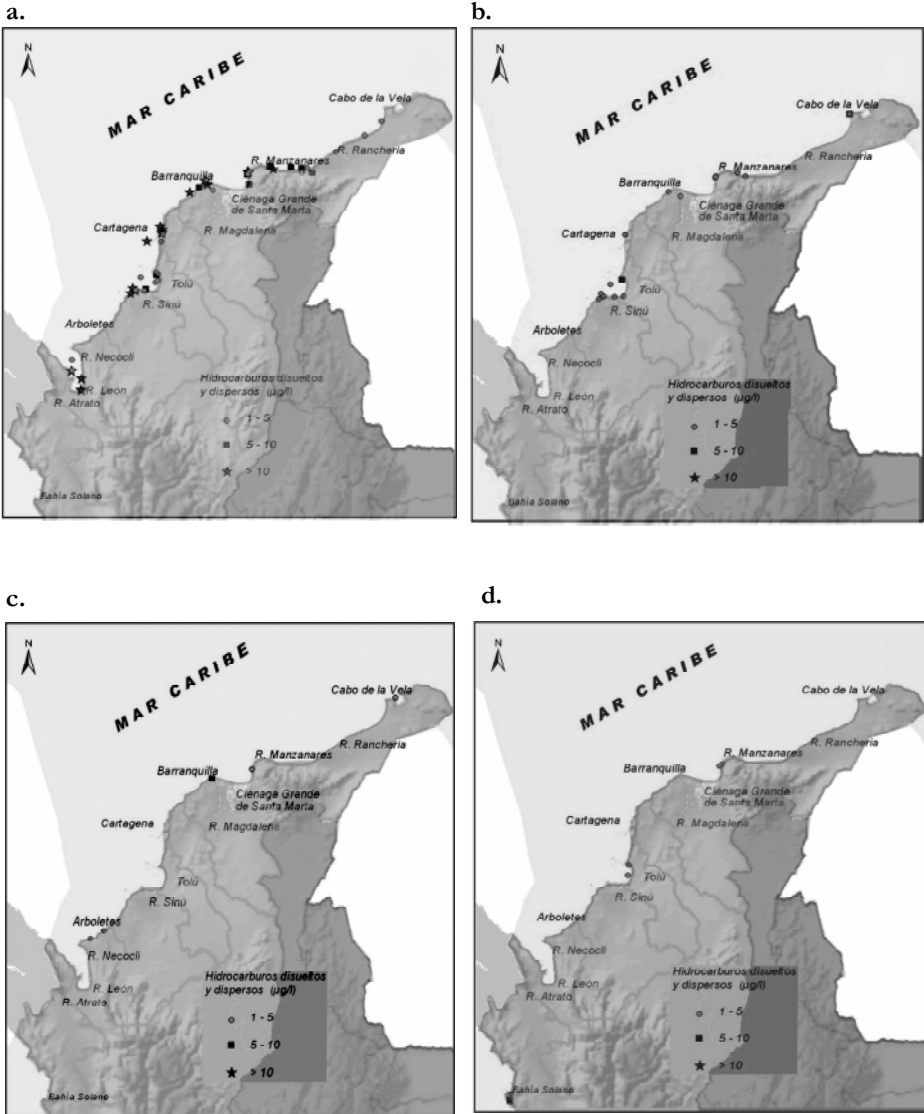 a.
N
MAR CARIBE
Cabo de la Vela
R. Rancheria
R. Manzanares
Barranquilla
Ciénaga Grande
de Santa Marta
Cartagena
R. Magdalena
Tolú
R. Sinú
Arboletes
R. Necocli
R. León
R. Atrato
Hidrocarburos disueltos
y dispersos (µg/l)
1 - 5
5 - 10
> 10
Bahía Solano
b.
N
MAR CARIBE
Cabo de la Vela
R. Rancheria
R. Manzanares
Barranquilla
Ciénaga Grande
de Santa Marta
Cartagena
R. Magdalena
Tolú
R. Sinú
Arboletes
R. Necocli
R. León
R. Atrato
Hidrocarburos disueltos
y dispersos (µg/l)
1 - 5
5 - 10
> 10
Bahía Solano
c.
N
MAR CARIBE
Cabo de la Vela
R. Rancheria
R. Manzanares
Barranquilla
Ciénaga Grande
de Santa Marta
Cartagena
R. Magdalena
Tolú
R. Sinú
Arboletes
R. Necocli
R. León
R. Atrato
Hidrocarburos disueltos
y dispersos (µg/l)
1 - 5
5 - 10
> 10
Bahía Solano
d.
N
MAR CARIBE
Cabo de la Vela
R. Rancheria
R. Manzanares
Barranquilla
Ciénaga Grande
de Santa Marta
Cartagena
R. Magdalena
Tolú
R. Sinú
Arboletes
R. Necocli
R. León
R. Atrato
Hidrocarburos disueltos
y dispersos (µg/l)
1 - 5
5 - 10
> 10
Bahía Solano